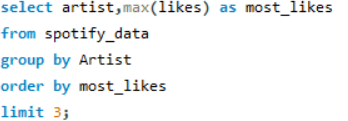 select artist,max(likes) as most_likes
from spotify_data
group by Artist
order by most_likes
limit 3;